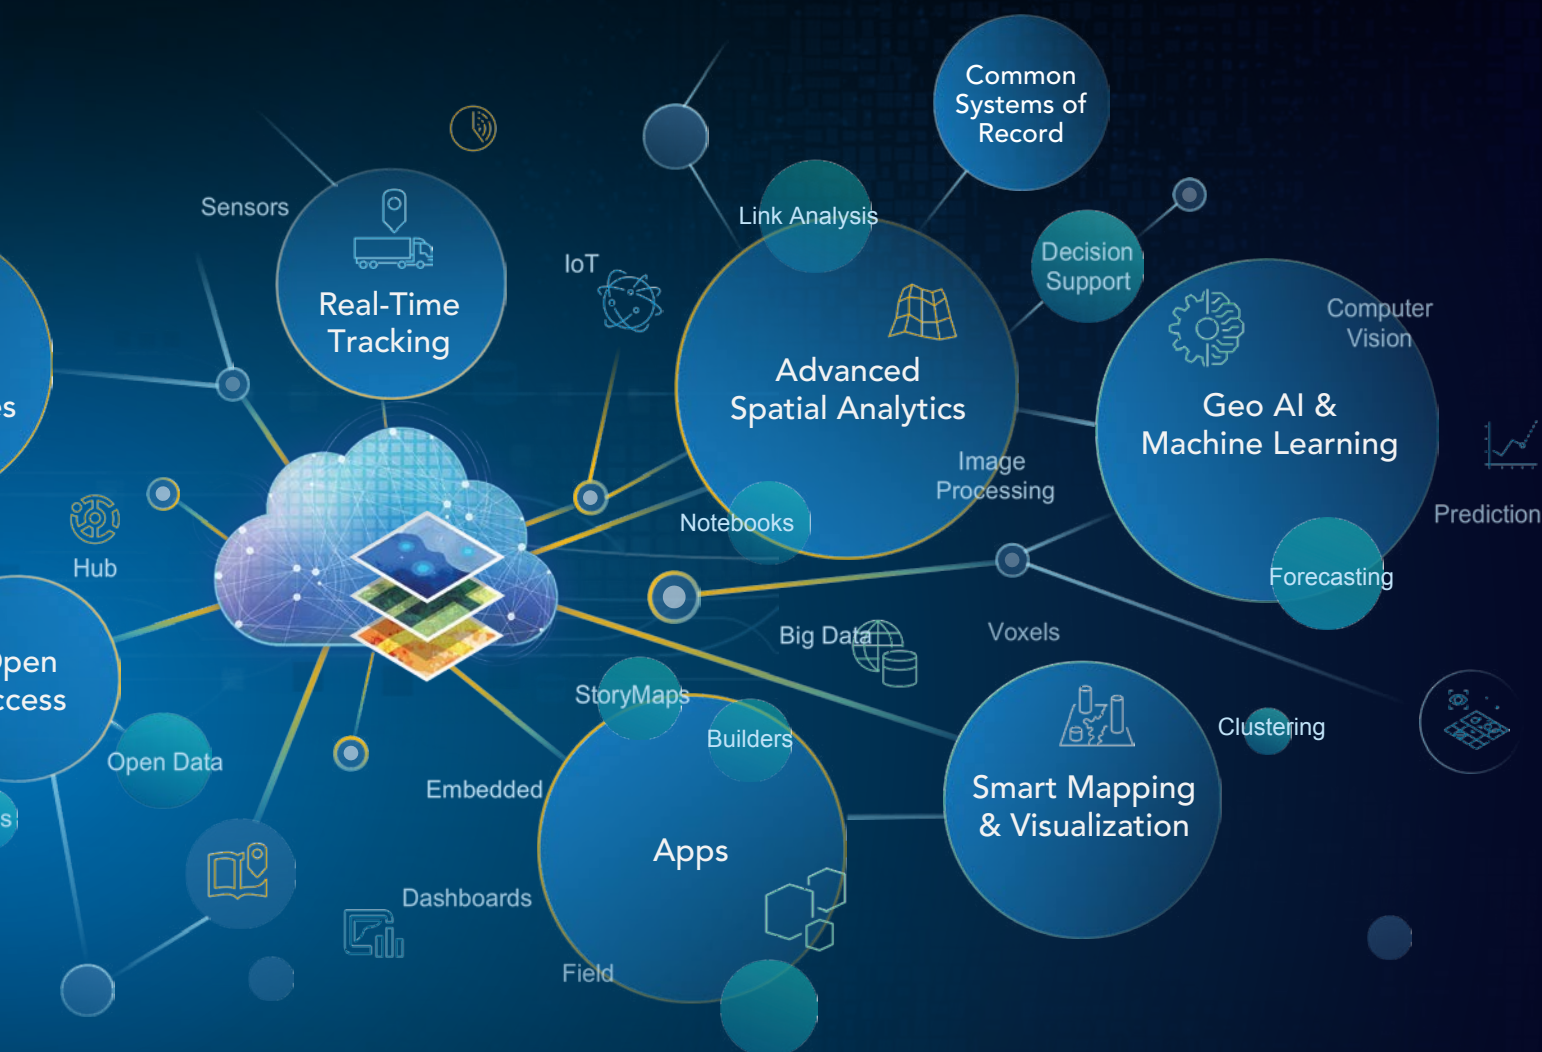 Common
Systems of
Record
Sensors
Link Analysis
IoT
Decision
Support
Real-Time
Tracking
Computer
Vision
Advanced
Spatial Analytics
Geo AI &
Machine Learning
es
Image
Processing
Notebooks
Prediction
Hub
Forecasting
Big Data
Voxels
pen
ccess
StoryMaps
Builders
Clustering
Open Data
Embedded
Smart Mapping
& Visualization
s
Apps
Dashboards
Field